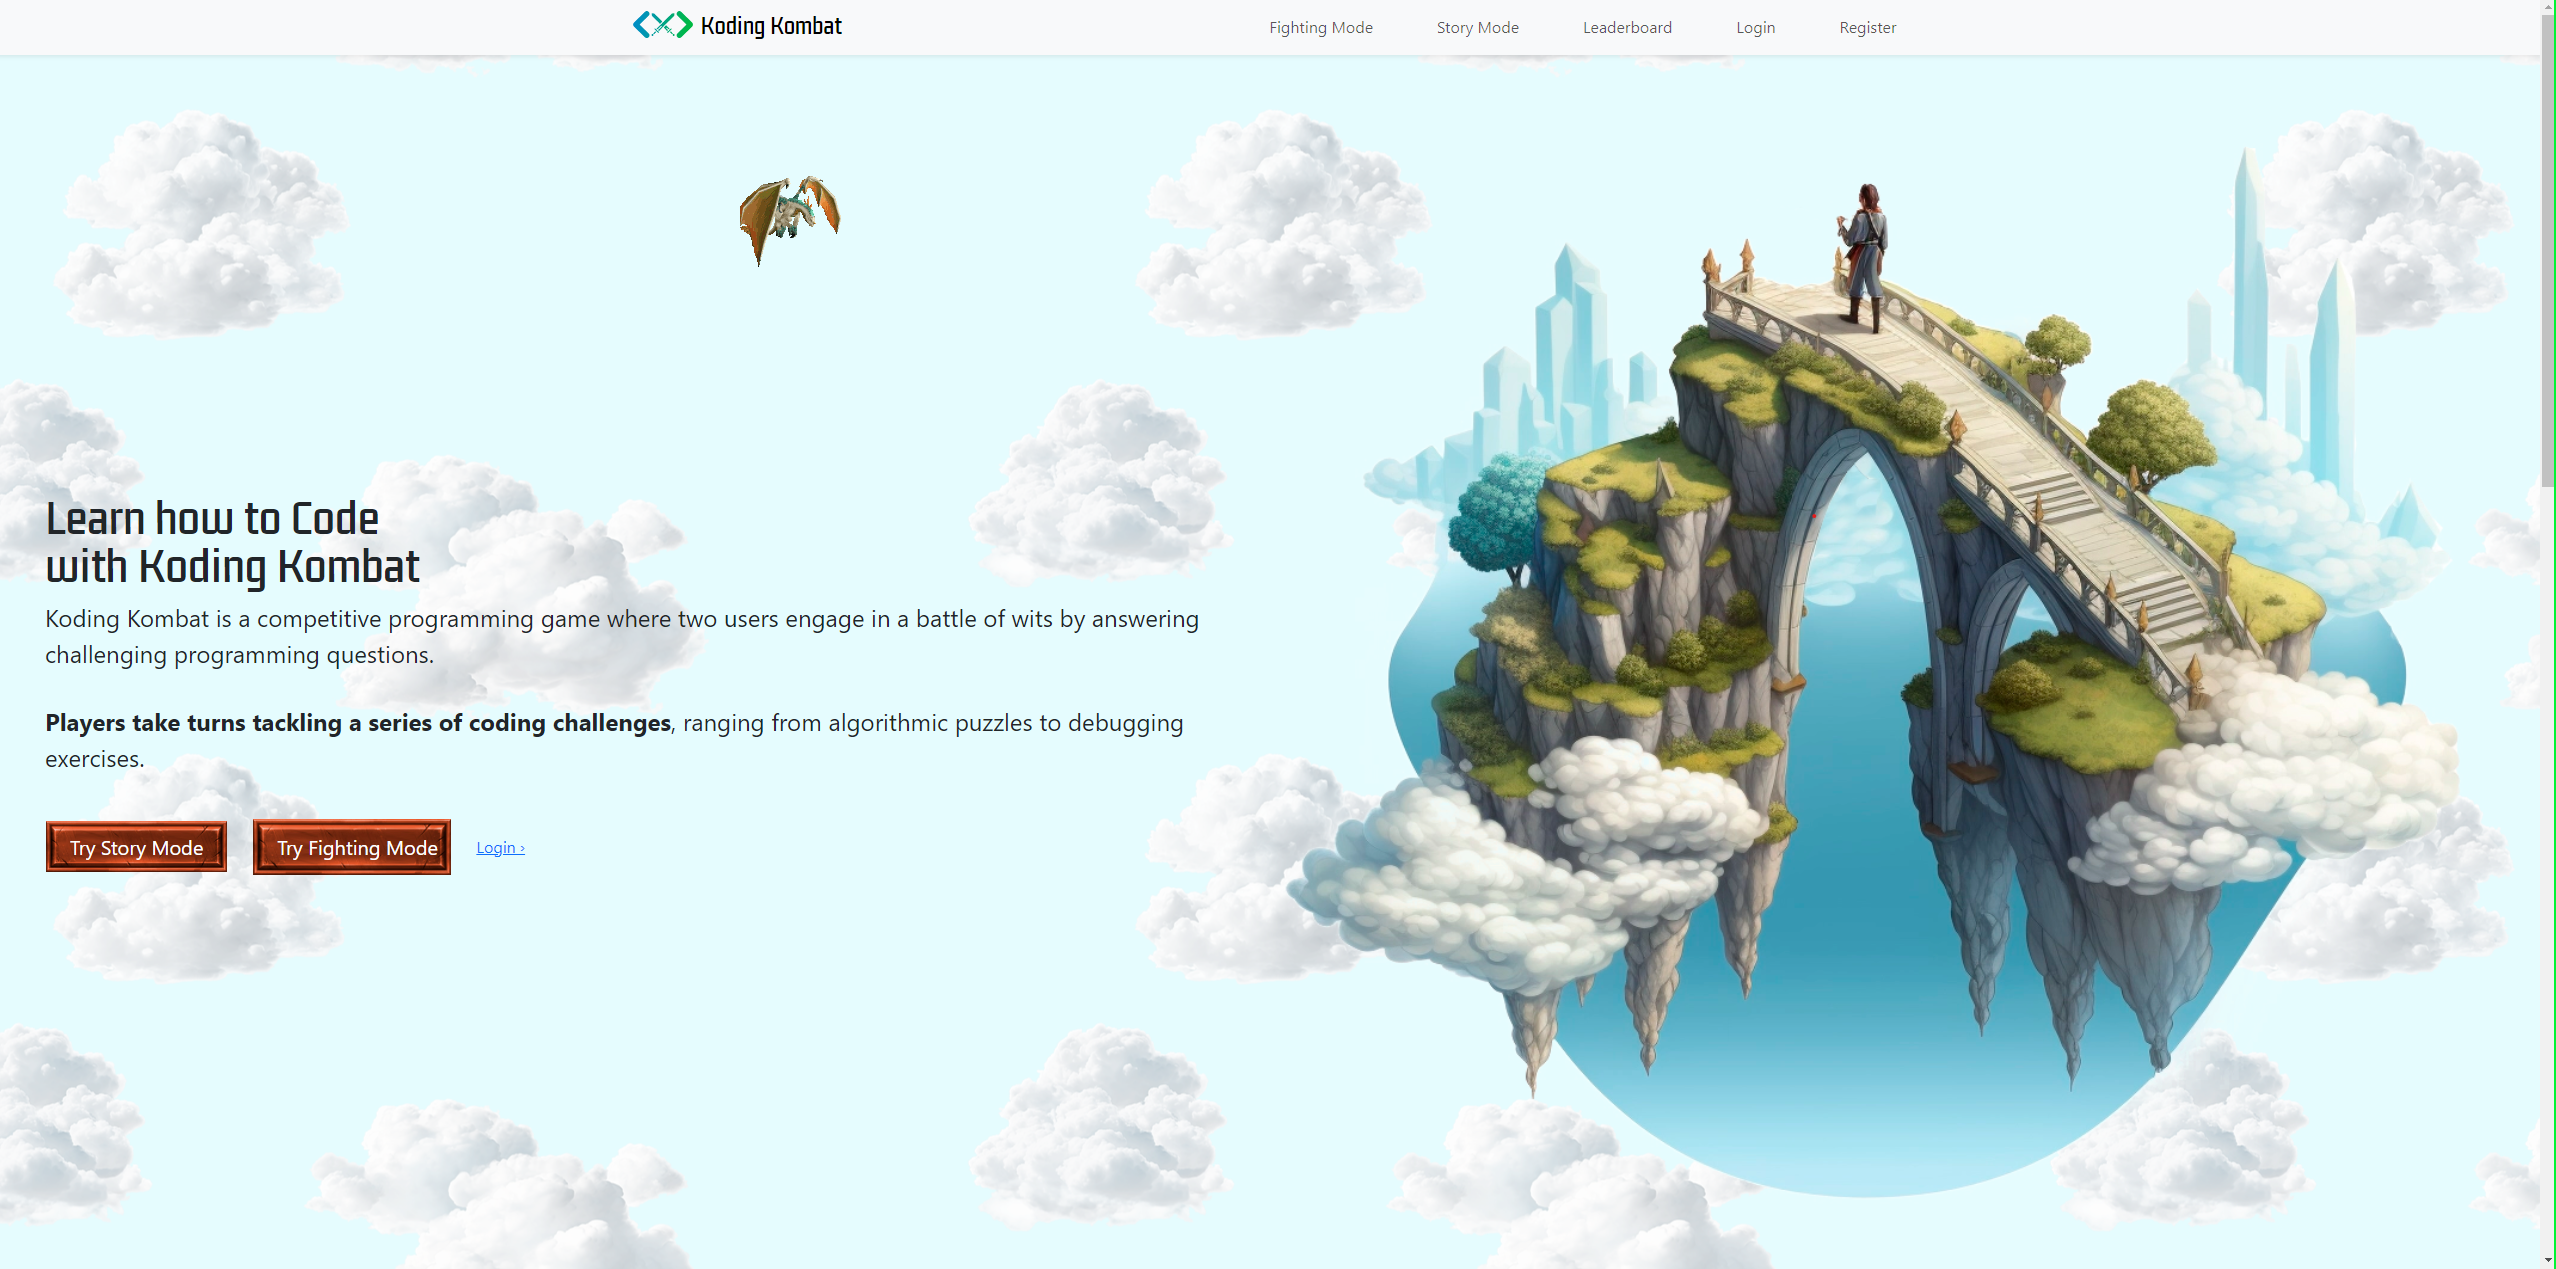 Koding Kombat
Fighting Mode
Story Mode
Leaderboard
Login
Register
Learn how to Code
with Koding Kombat
Koding Kombat is a competitive programming game where two users engage in a battle of wits by answering
challenging programming questions.
Players take turns tackling a series of coding challenges, ranging from algorithmic puzzles to debugging
exercises.
Try Story Mode
Try Fighting Mode
Login ›